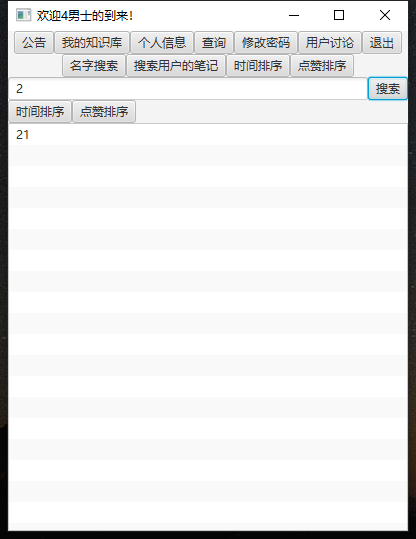 欢迎4男士的到来!
公告 我的知识库 个人信息 查询 修改密码 用户讨论 退出
名字搜索 搜索用户的笔记 时间排序 点赞排序
2 搜索
时间排序 点赞排序
21